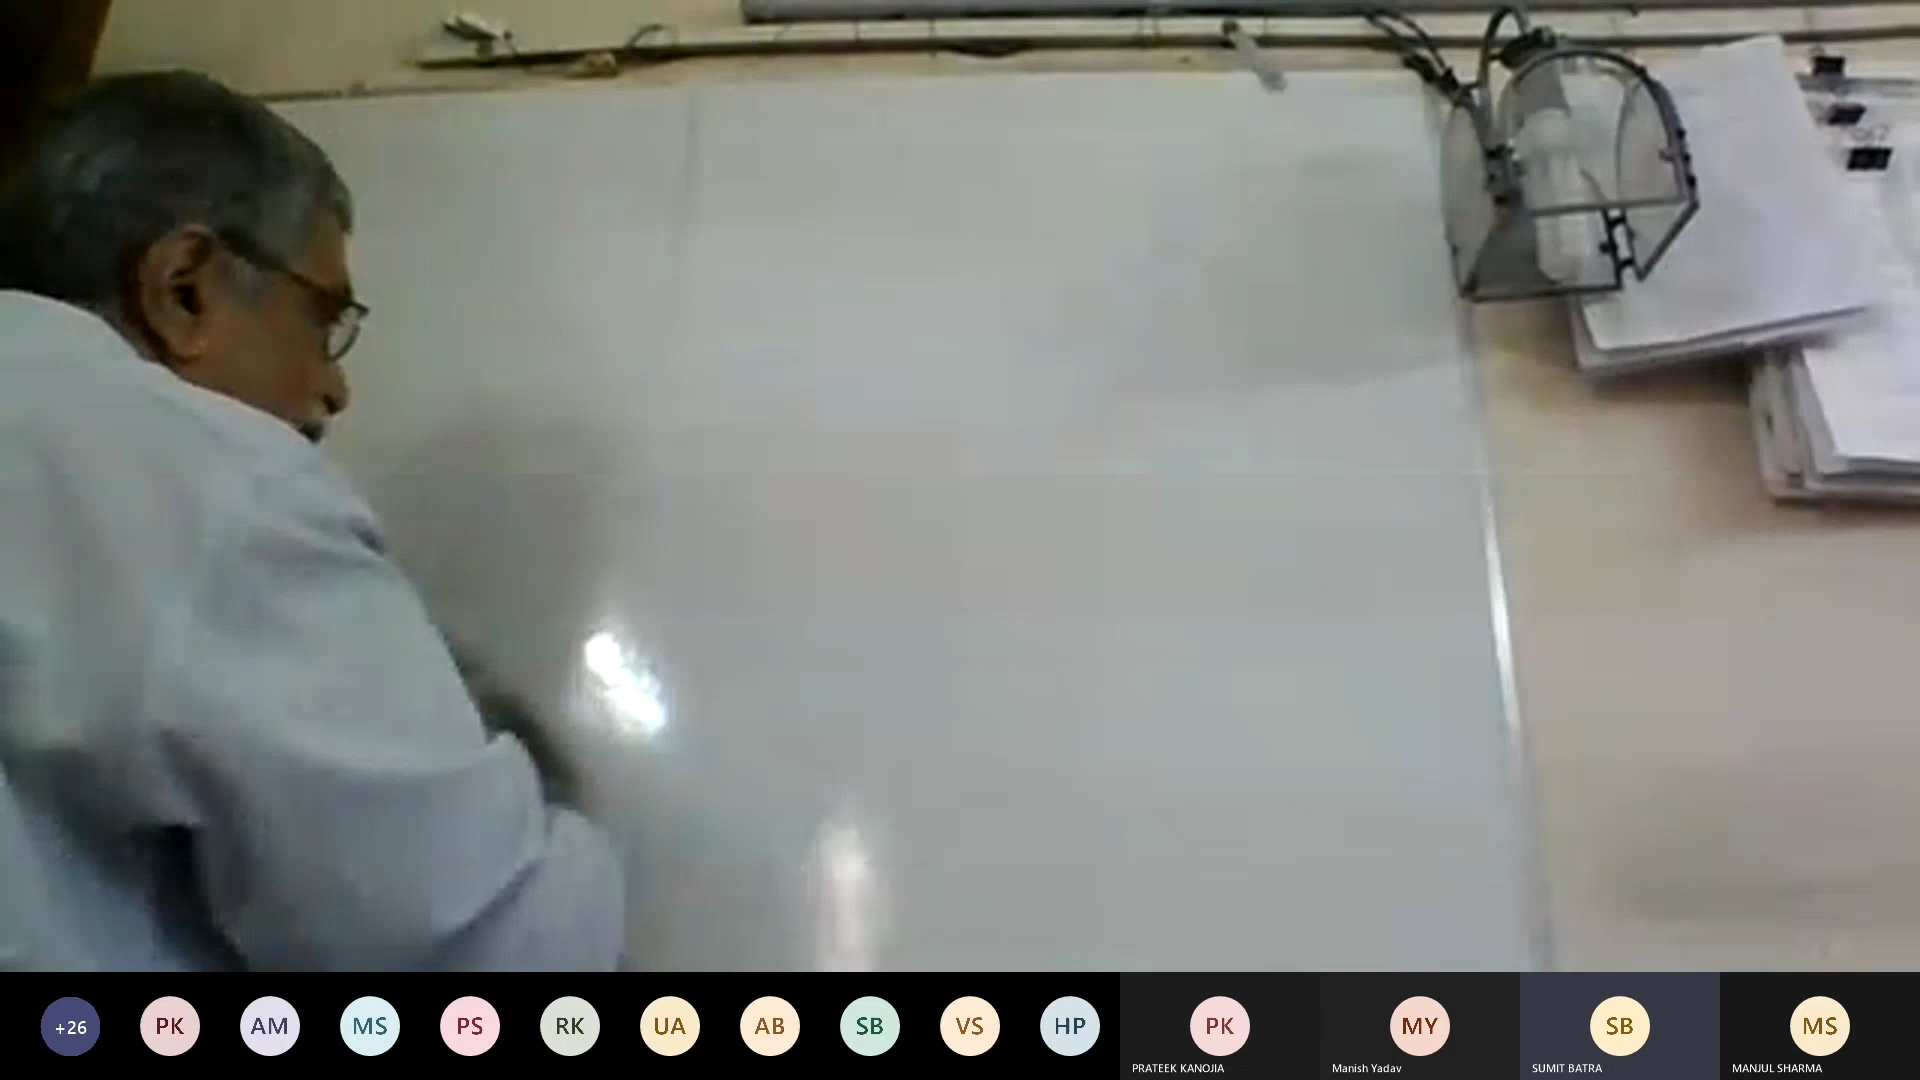 +26 PK AM MS PS RK UA AB SB VS HP PK MY SB MS
PRATEEK KANOJIA Manish Yadav SUMIT BATRA MANJUL SHARMA